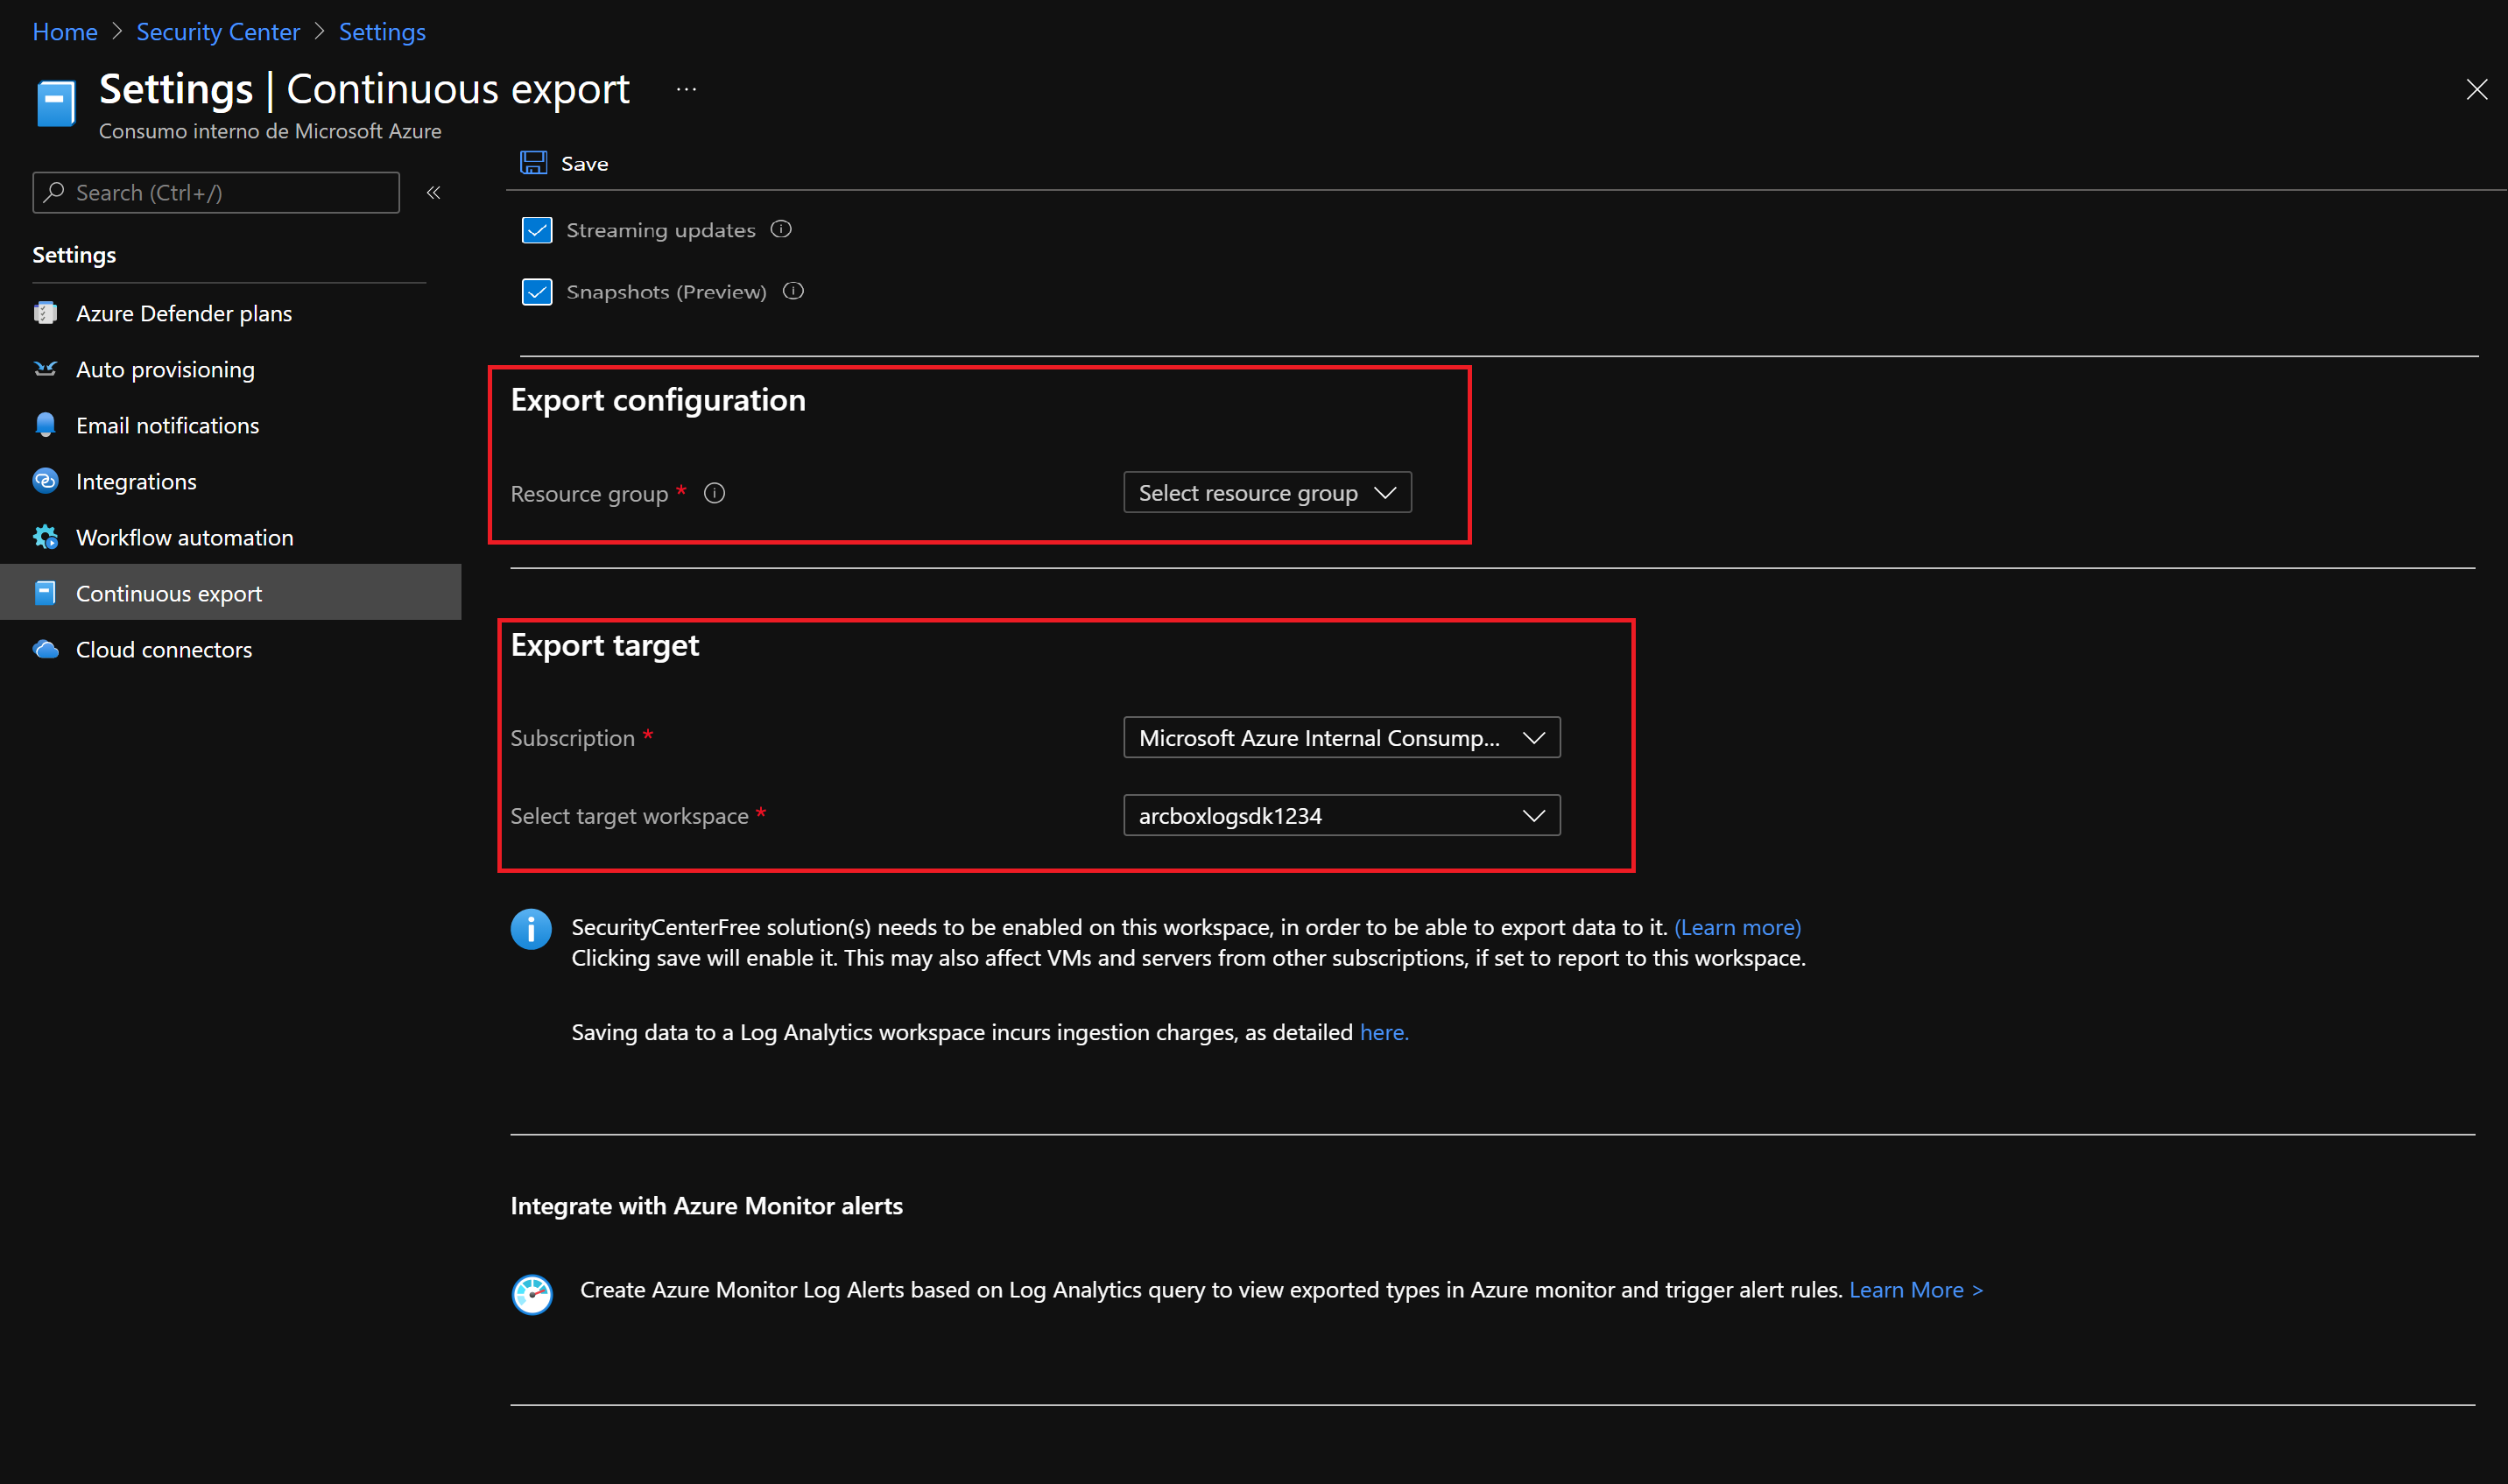 Home > Security Center > Settings
Settings | Continuous export ...
Consumo interno de Microsoft Azure
Search (Ctrl+/)
«
Settings
Azure Defender plans
Auto provisioning
Email notifications
Integrations
Workflow automation
Continuous export
Cloud connectors
Save
Streaming updates
Snapshots (Preview)
Export configuration
Resource group * Select resource group
Export target
Subscription * Microsoft Azure Internal Consump...
Select target workspace * arcboxlogsdk1234
SecurityCenterFree solution(s) needs to be enabled on this workspace, in order to be able to export data to it. (Learn more)
Clicking save will enable it. This may also affect VMs and servers from other subscriptions, if set to report to this workspace.
Saving data to a Log Analytics workspace incurs ingestion charges, as detailed here.
Integrate with Azure Monitor alerts
Create Azure Monitor Log Alerts based on Log Analytics query to view exported types in Azure monitor and trigger alert rules. Learn More >